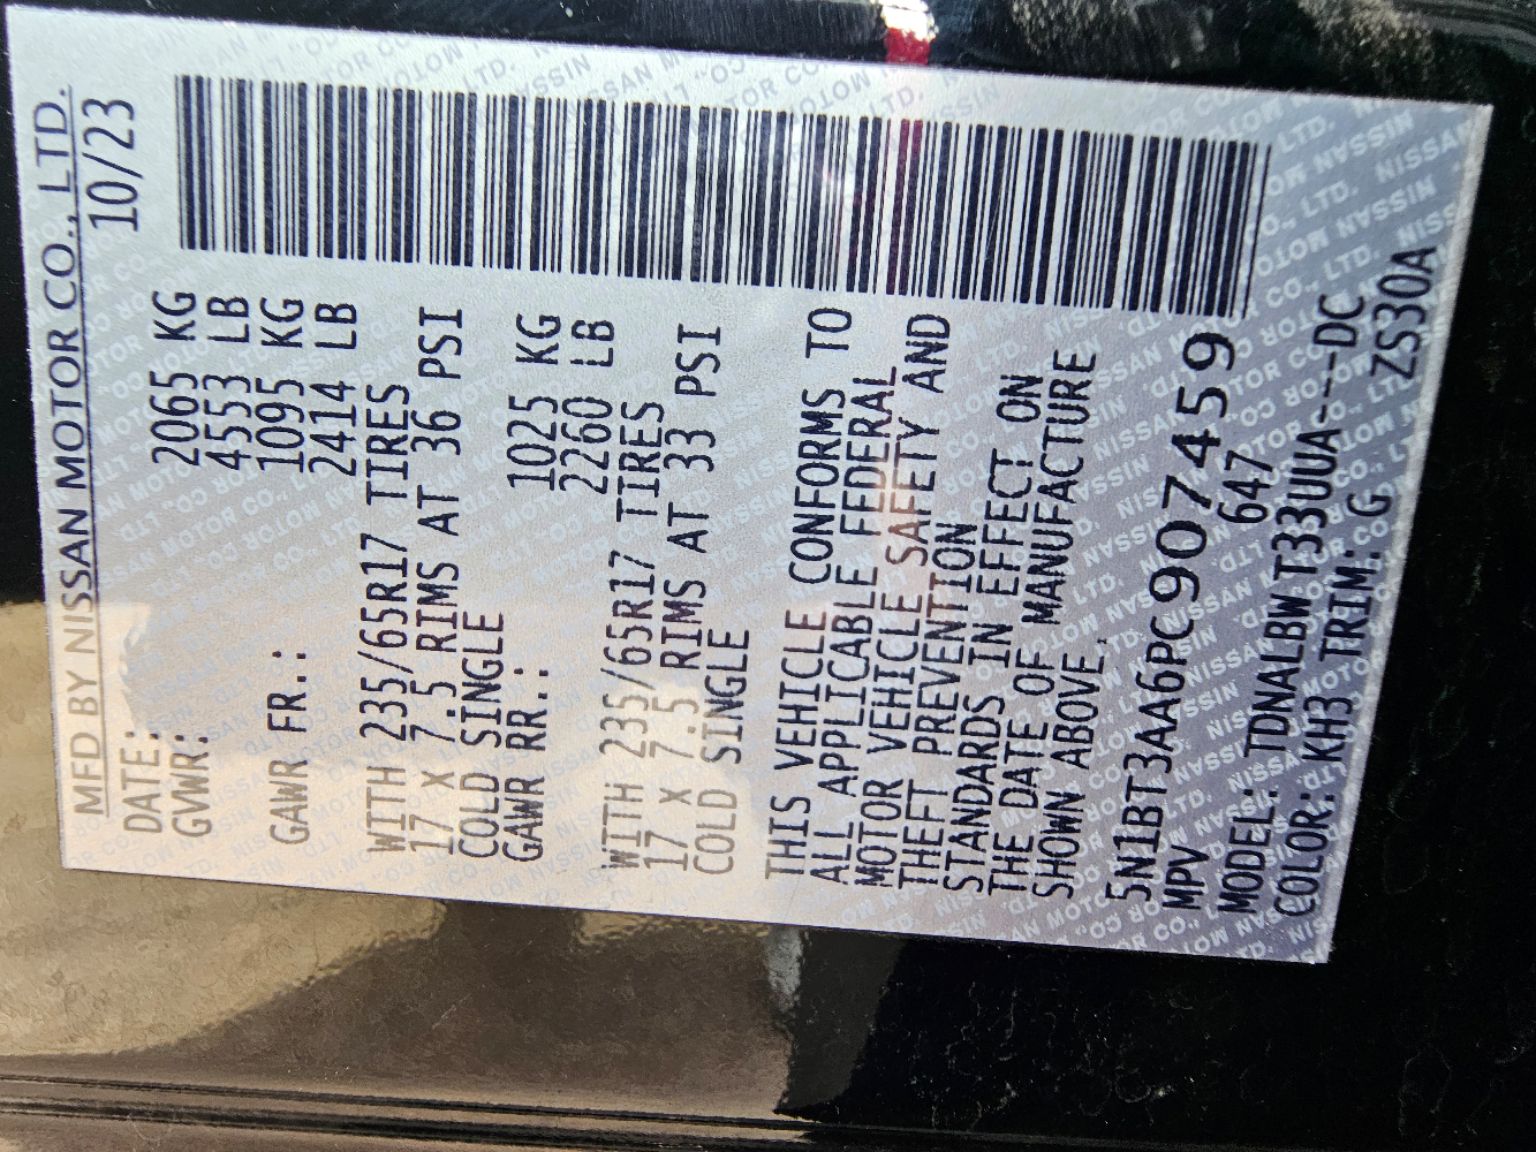 MFD BY NISSAN MOTOR CO., LTD.
DATE: 10/23
GVWR: 2065 KG
4553 LB
GAWR FR.: 1095 KG
2414 LB
WITH 235/65R17 TIRES
17 X 7.5 RIMS AT 36 PSI
COLD SINGLE
GAWR RR.: 1025 KG
2260 LB
WITH 235/65R17 TIRES
17 X 7.5 RIMS AT 33 PSI
COLD SINGLE
THIS VEHICLE CONFORMS TO
ALL APPLICABLE FEDERAL
MOTOR VEHICLE SAFETY AND
THEFT PREVENTION
STANDARDS IN EFFECT ON
THE DATE OF MANUFACTURE
SHOWN ABOVE.
5N1BT3AA6PC907459
MPV 647
MODEL: TDNALBW T33UUA---DC
COLOR: KH3 TRIM: G ZS30A